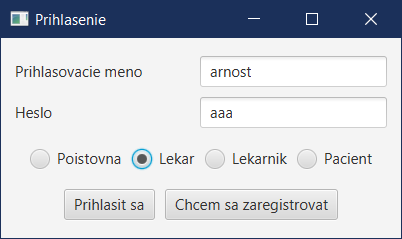 Prihlasenie
Prihlasovacie meno arnost
Heslo aaa
Poistovna Lekar Lekarnik Pacient
Prihlasit sa Chcem sa zaregistrovat